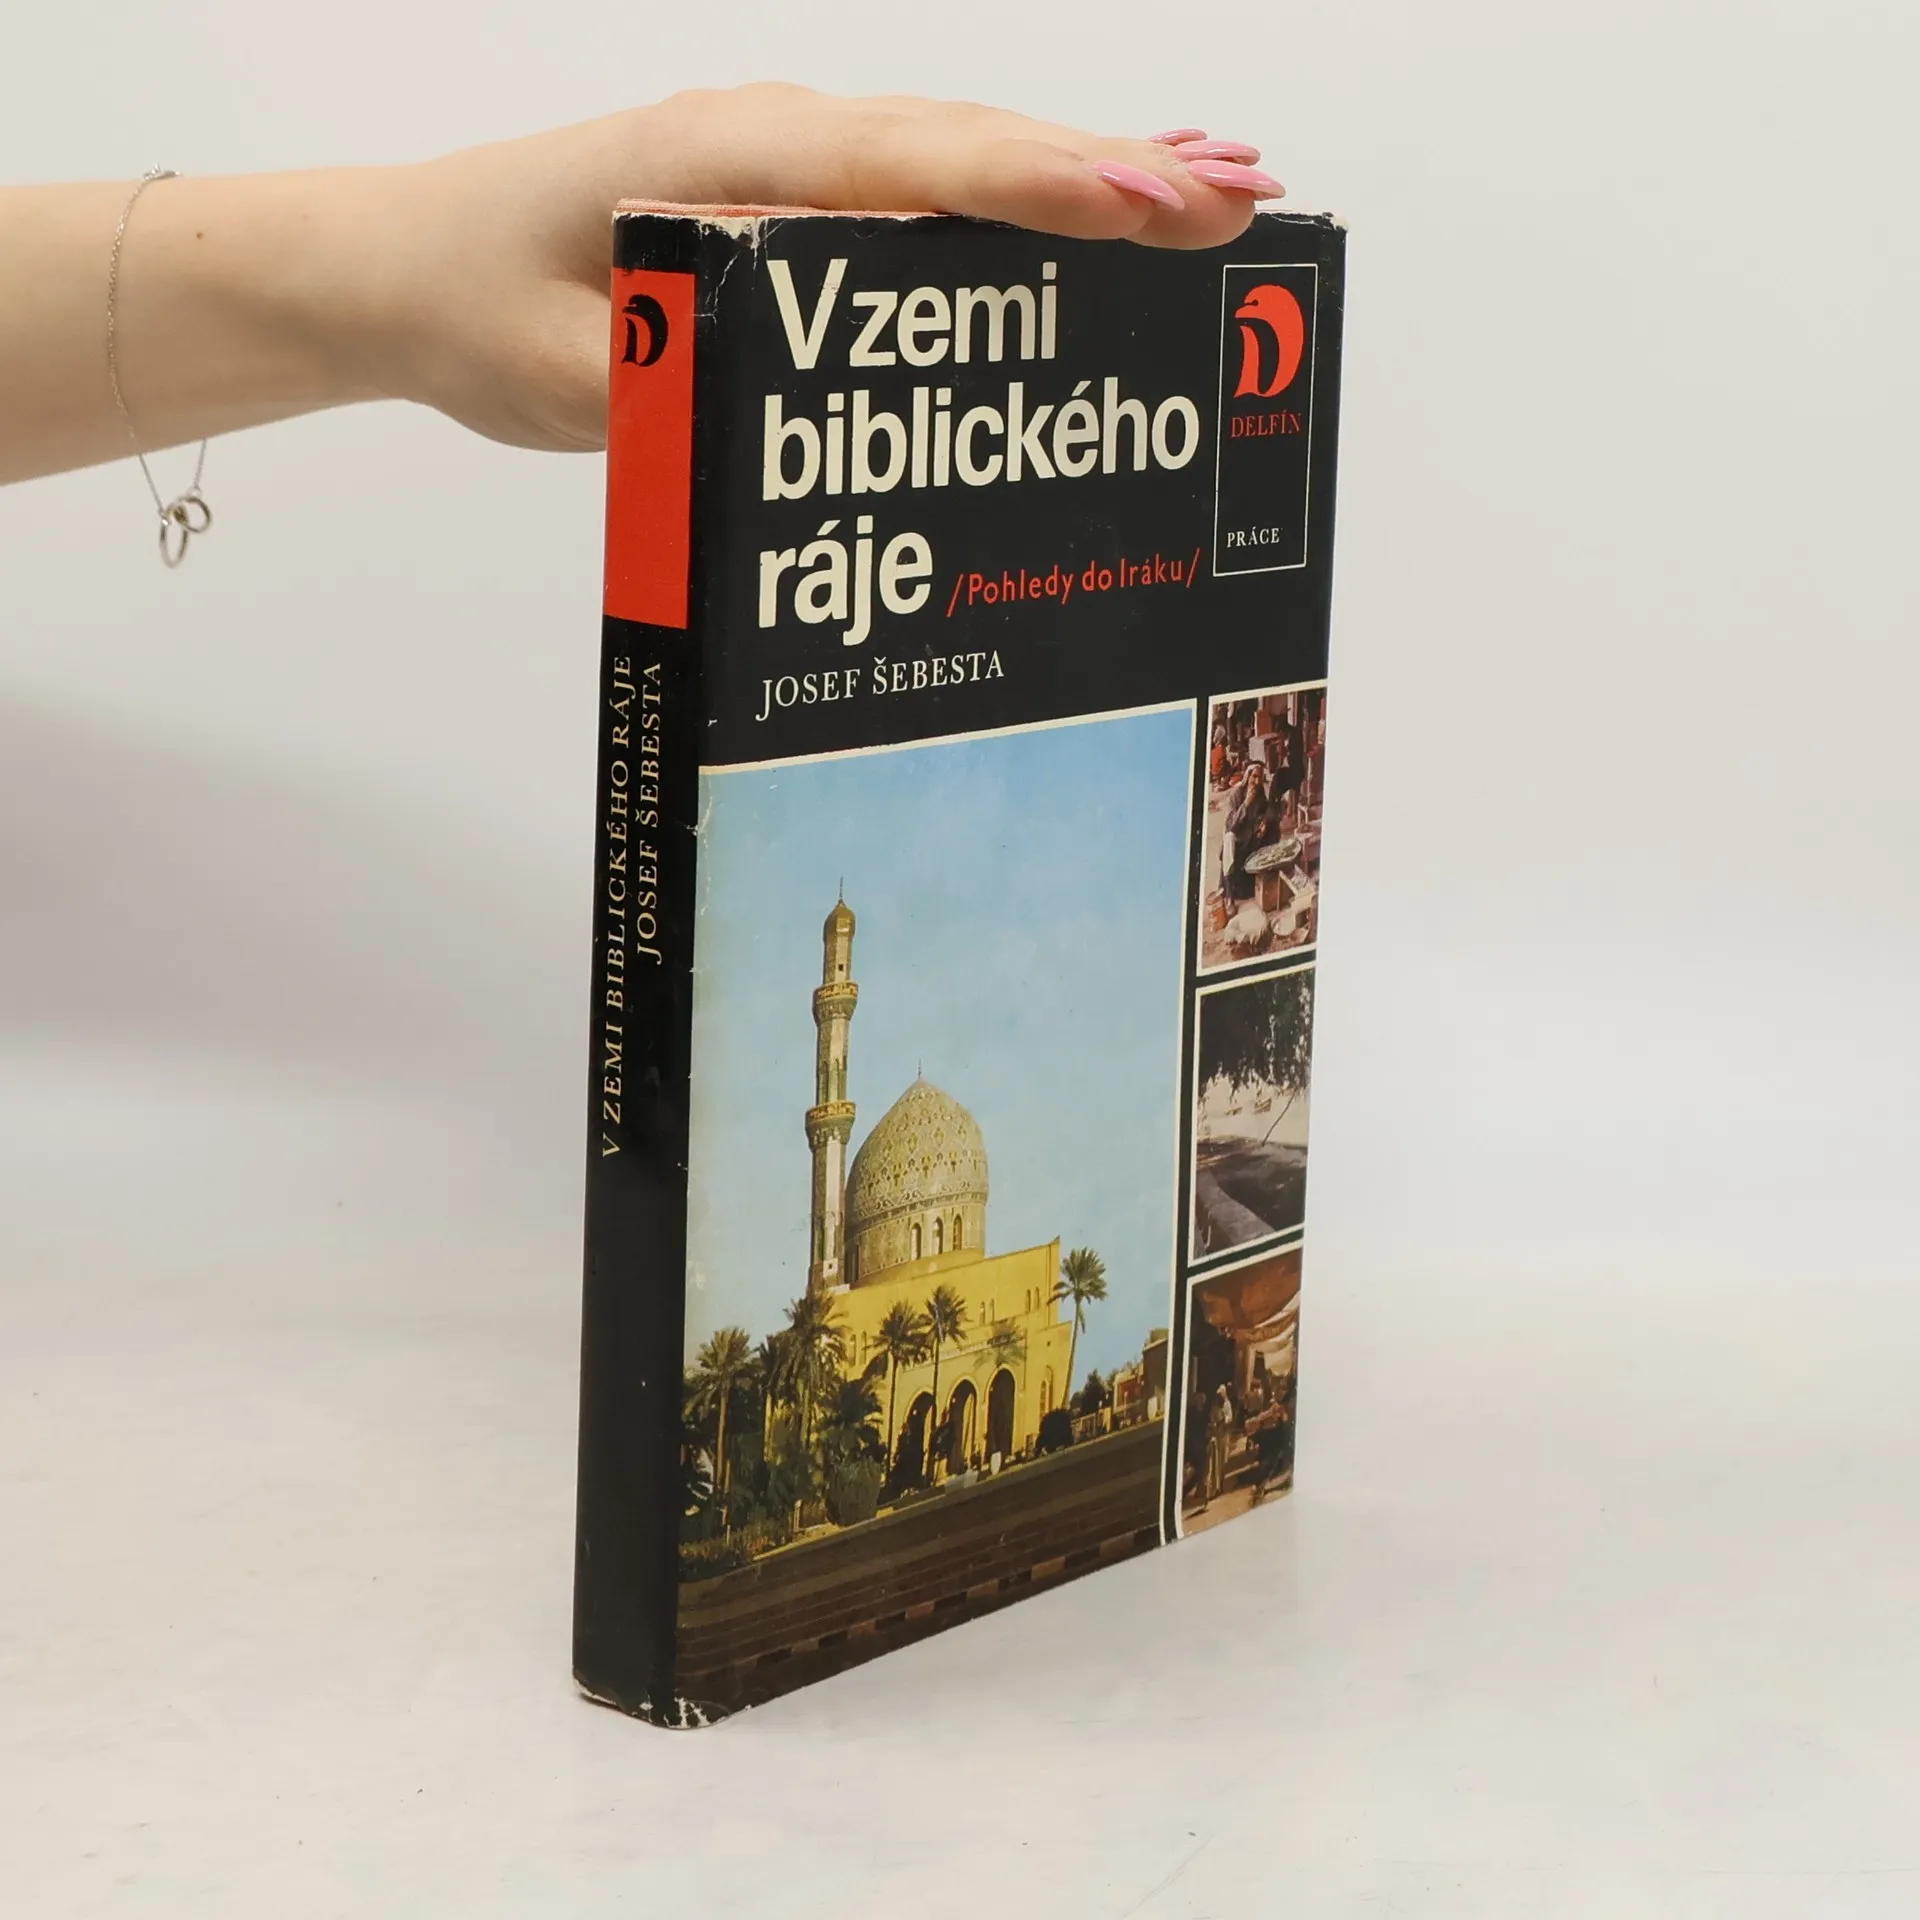 V zemi
biblického
ráje /Pohledy do Iráku/
JOSEF ŠEBESTA
D
DELFÍN
PRÁCE
D
V ZEMI BIBLICKÉHO RÁJE
JOSEF ŠEBESTA